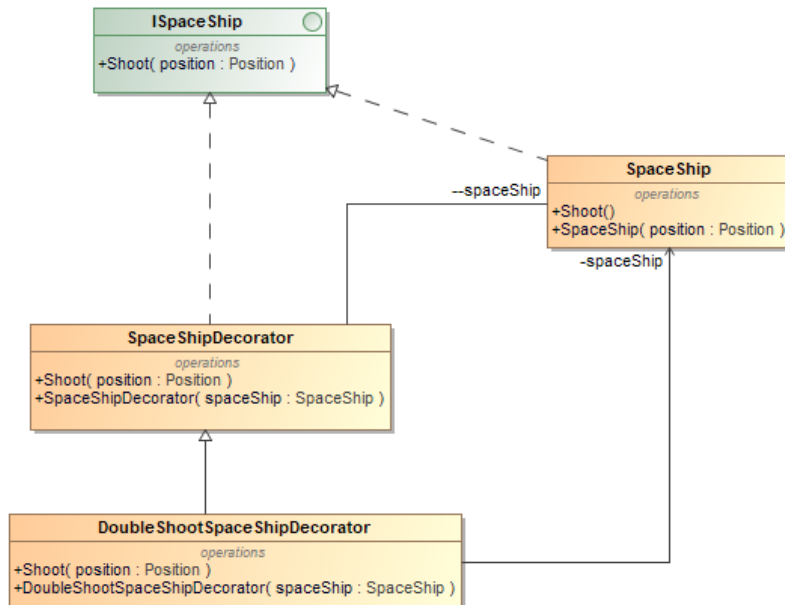 ISpaceShip
operations
+Shoot( position : Position )
SpaceShip
operations
+Shoot()
+SpaceShip( position : Position )
--spaceShip
-spaceShip
SpaceShipDecorator
operations
+Shoot( position : Position )
+SpaceShipDecorator( spaceShip : SpaceShip )
DoubleShootSpaceShipDecorator
operations
+Shoot( position : Position )
+DoubleShootSpaceShipDecorator( spaceShip : SpaceShip )